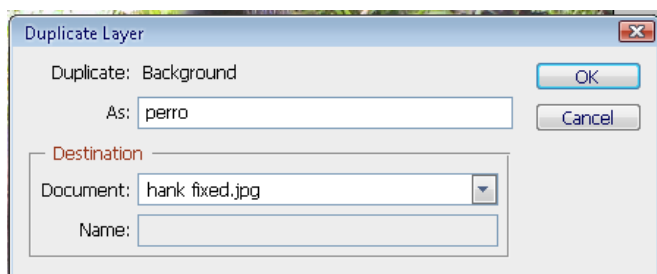 Duplicate Layer
Duplicate: Background
OK
As: perro
Cancel
Destination
Document: hank fixed.jpg
Name: